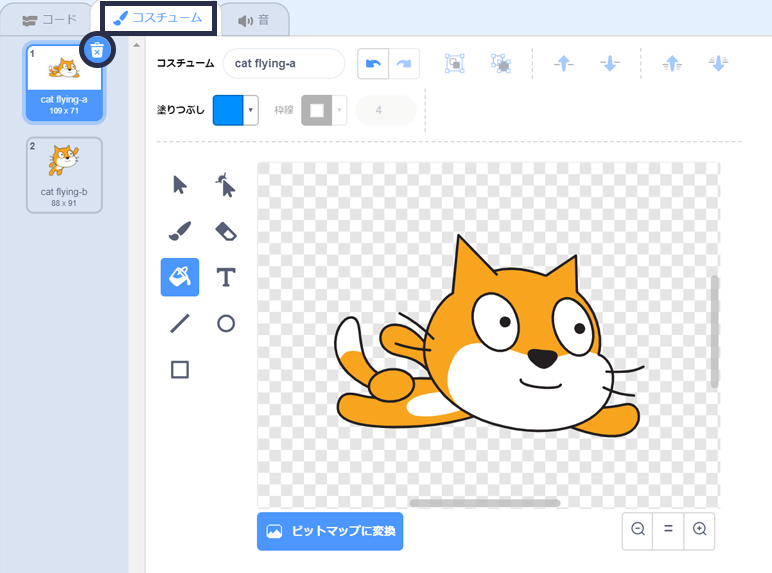 コード
コスチューム
音
1
cat flying-a
109 x 71
2
cat flying-b
88 x 91
コスチューム
cat flying-a
塗りつぶし
枠線
4
T
ビットマップに変換